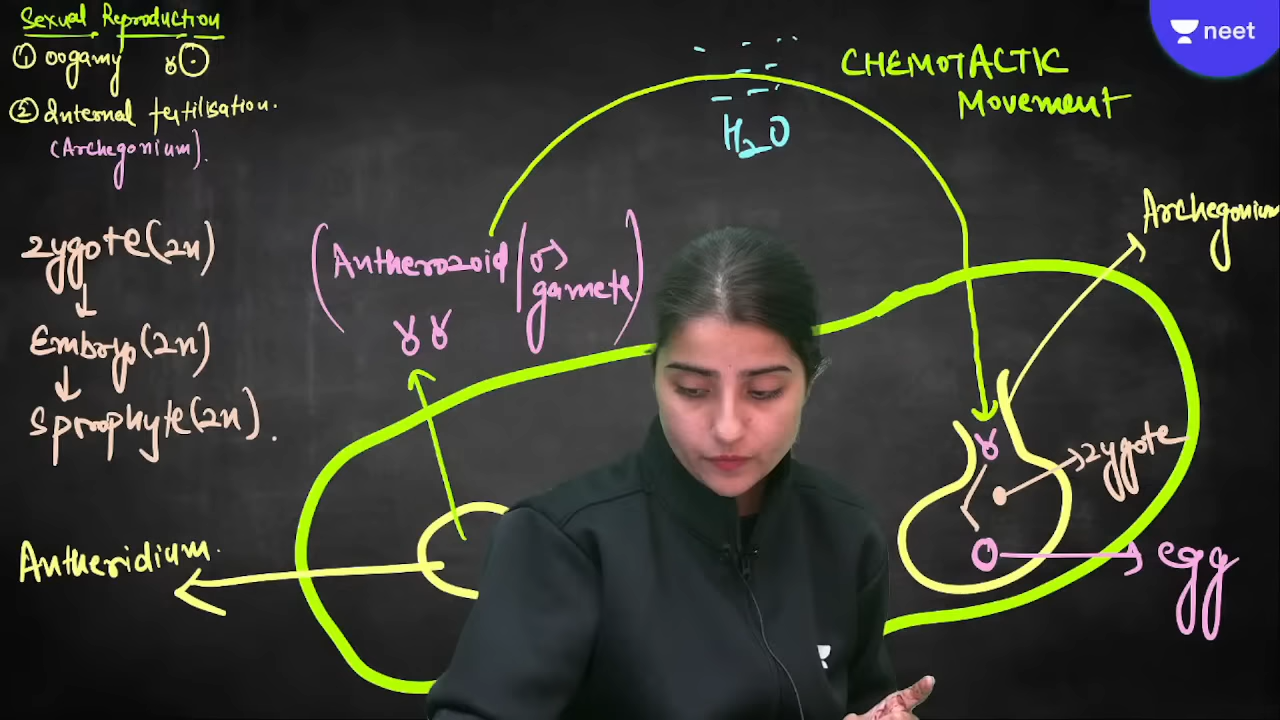 Sexual Reproduction
① oogamy
② Internal fertilisation.
(Archegonium).
Zygote(2n)
Embryo(2n)
Sproophyte(2n).
Antheridium.
(Antherozoid/♂
gamete)
H₂O
CHEMOTACTIC
Movement
neet
Archegonium
zygote
egg